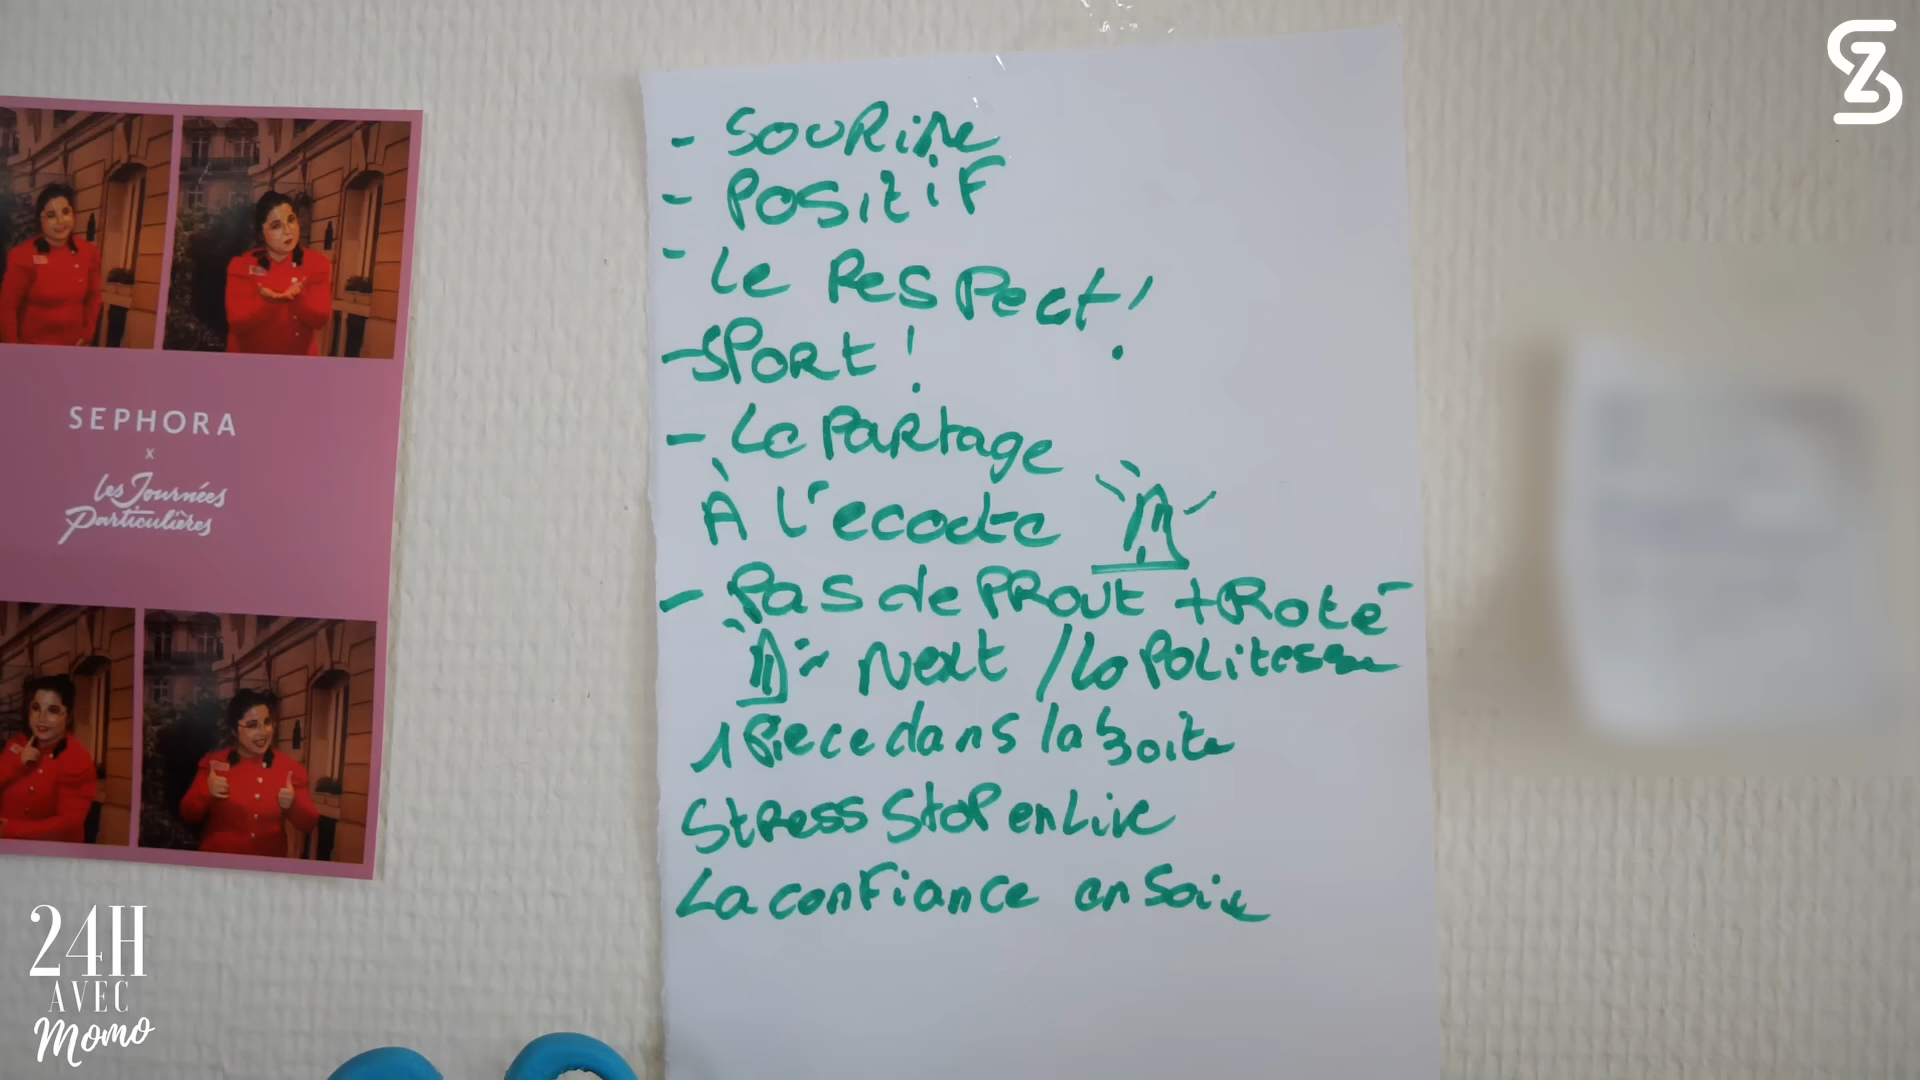 - SOURIRE
- POSITIF
- Le Respect !
- SPORT !
- Le Partage
À l'ecoute
- Pas de PROUT + Roté
Next / La Politesse
1 Piece dans la boite
Stress Stop en Live
La confiance en Soie
SEPHORA
x
Les Journées
Particulières
24H
AVEC
Momo